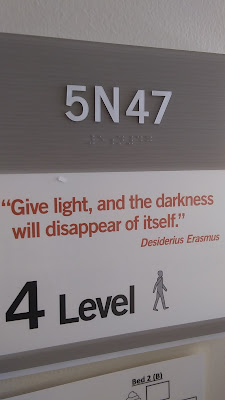 5N47
“Give light, and the darkness
will disappear of itself.”
Desiderius Erasmus
4 Level
Bed 2 (B)